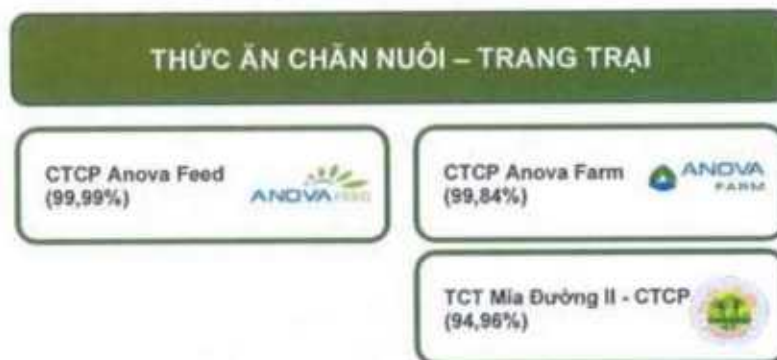 THỨC ĂN CHĂN NUÔI – TRANG TRẠI
CTCP Anova Feed
(99,99%)
ANOVA FEED
CTCP Anova Farm
(99,84%)
ANOVA
FARM
TCT Mía Đường II - CTCP
(94,96%)